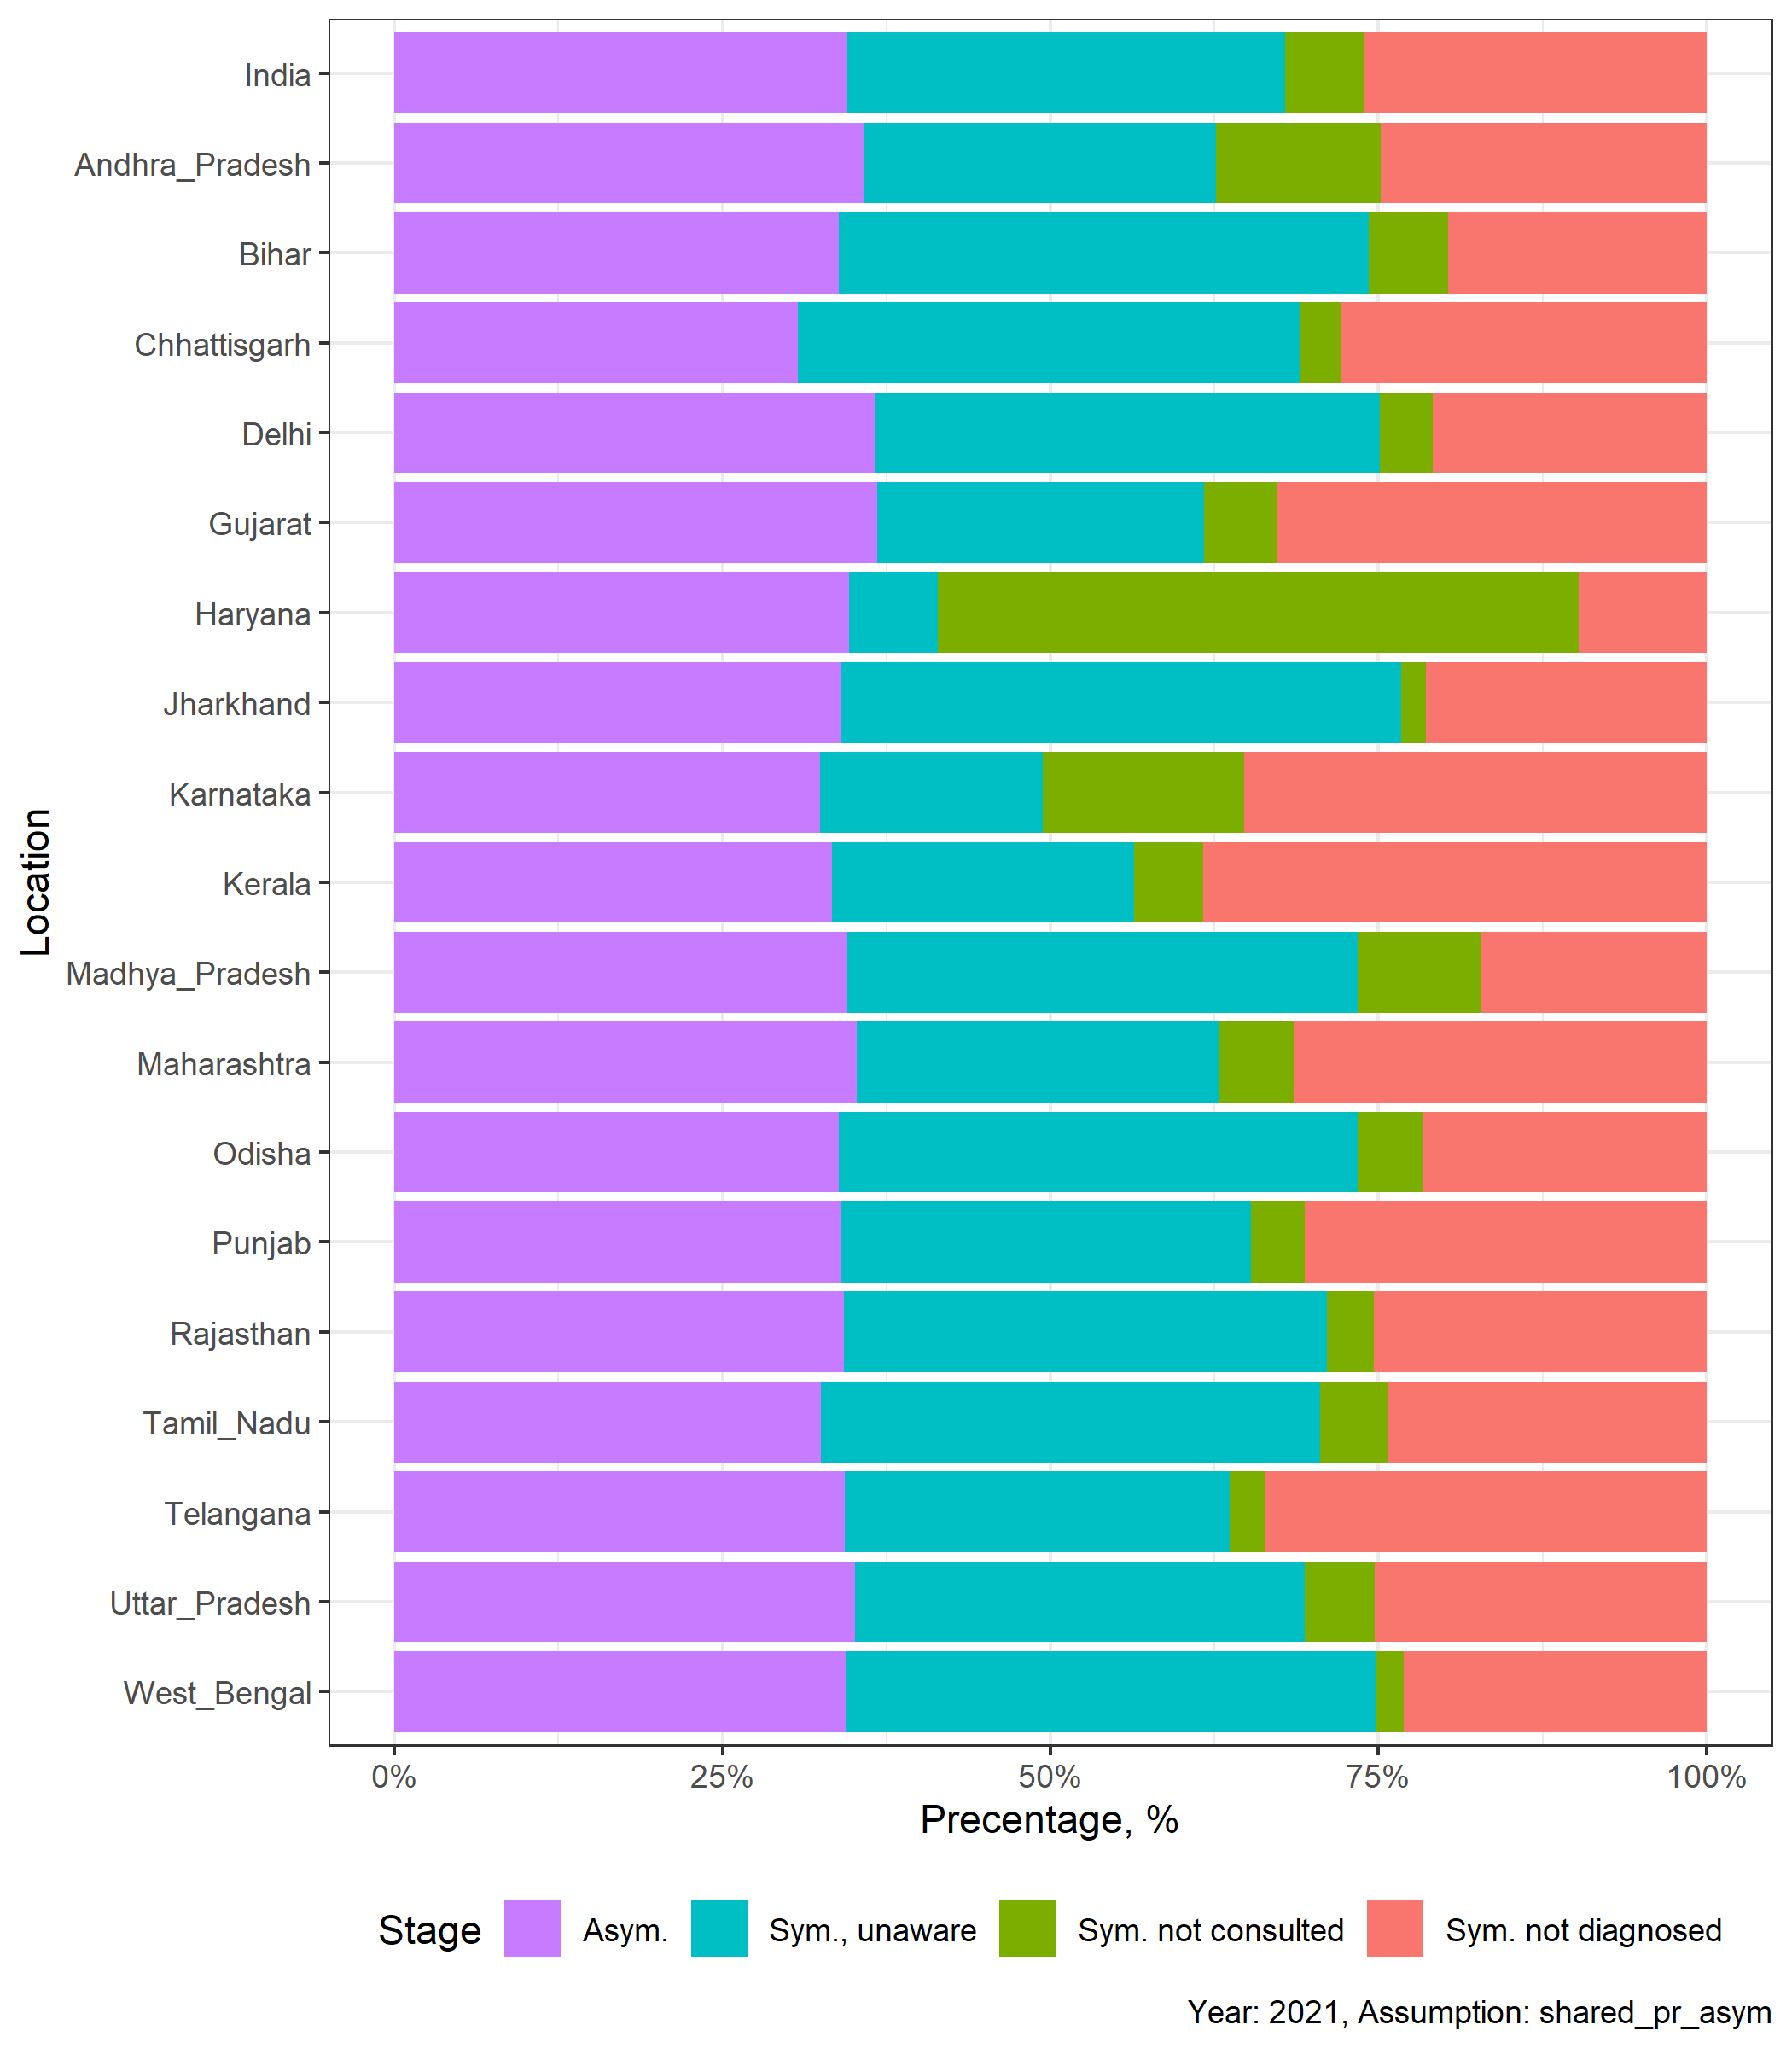 India
Andhra_Pradesh
Bihar
Chhattisgarh
Delhi
Gujarat
Haryana
Jharkhand
Karnataka
Kerala
Madhya_Pradesh
Maharashtra
Odisha
Punjab
Rajasthan
Tamil_Nadu
Telangana
Uttar_Pradesh
West_Bengal
Location
0% 25% 50% 75% 100%
Precentage, %
Stage Asym. Sym., unaware Sym. not consulted Sym. not diagnosed
Year: 2021, Assumption: shared_pr_asym